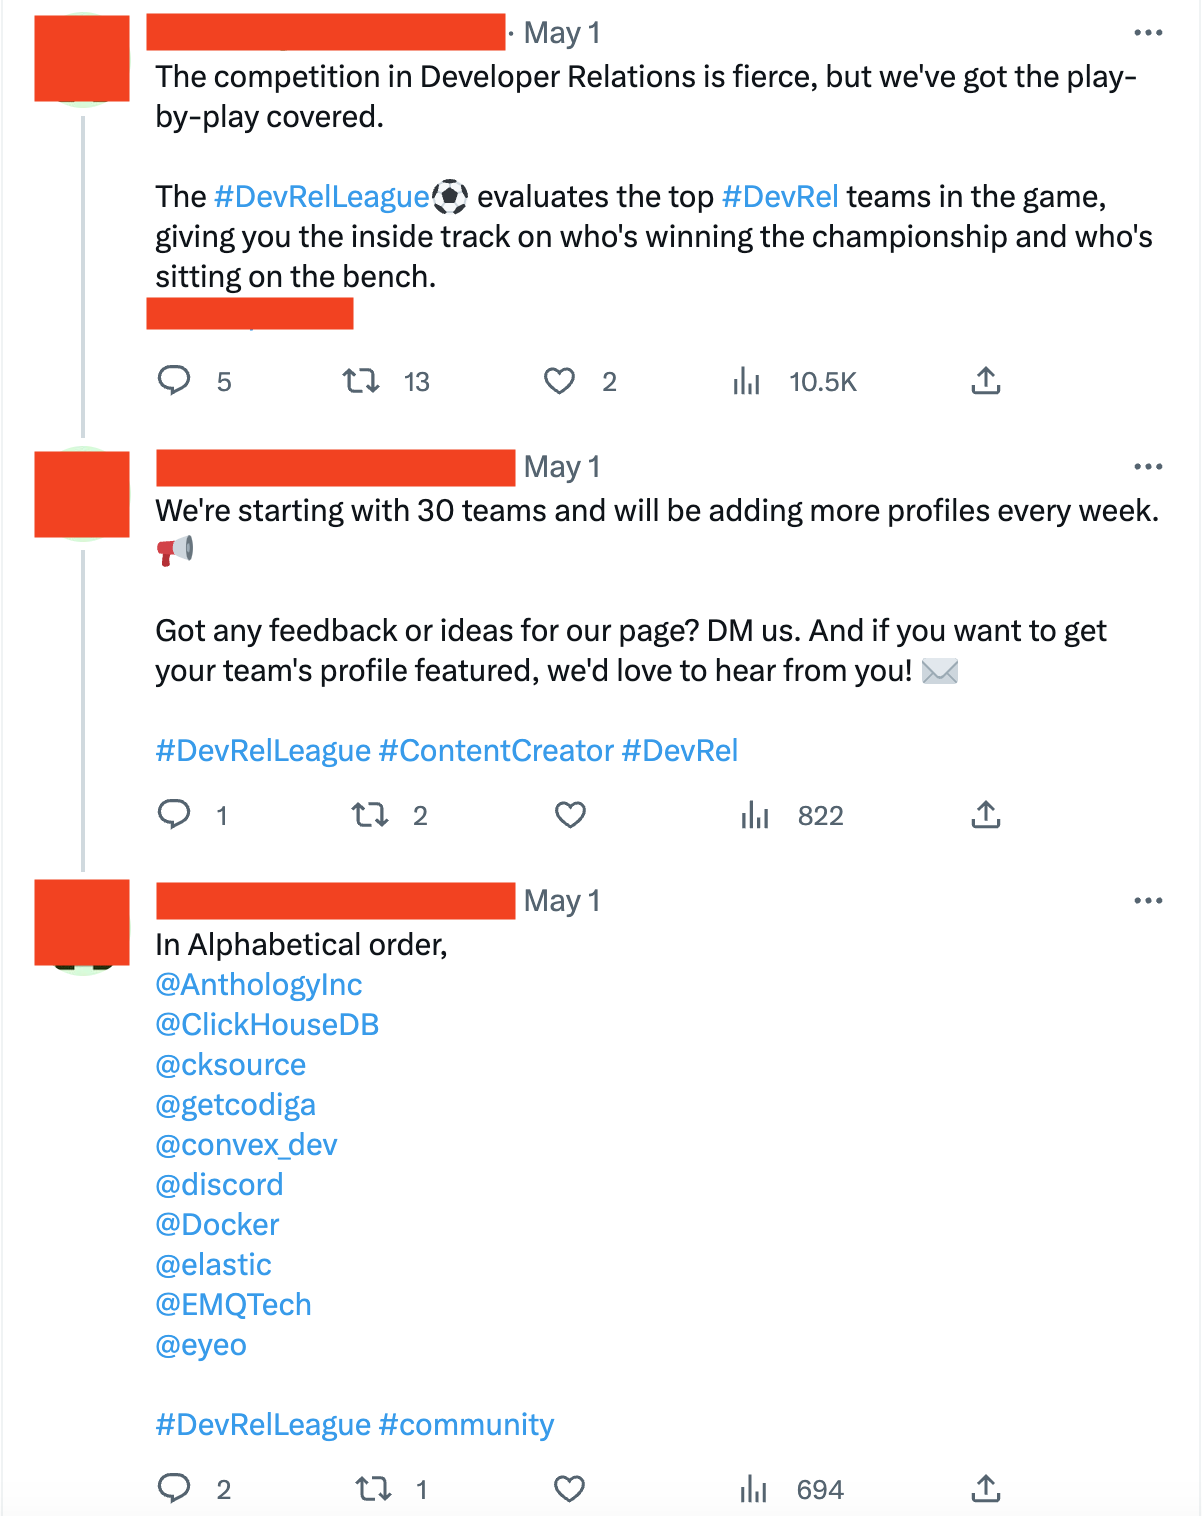 · May 1
The competition in Developer Relations is fierce, but we've got the play-
by-play covered.
The #DevRelLeague⚽ evaluates the top #DevRel teams in the game,
giving you the inside track on who's winning the championship and who's
sitting on the bench.
5 13 2 10.5K
May 1
We're starting with 30 teams and will be adding more profiles every week.
📢
Got any feedback or ideas for our page? DM us. And if you want to get
your team's profile featured, we'd love to hear from you! ✉️
#DevRelLeague #ContentCreator #DevRel
1 2 822
May 1
In Alphabetical order,
@AnthologyInc
@ClickHouseDB
@cksource
@getcodiga
@convex_dev
@discord
@Docker
@elastic
@EMQTech
@eyeo
#DevRelLeague #community
2 1 694